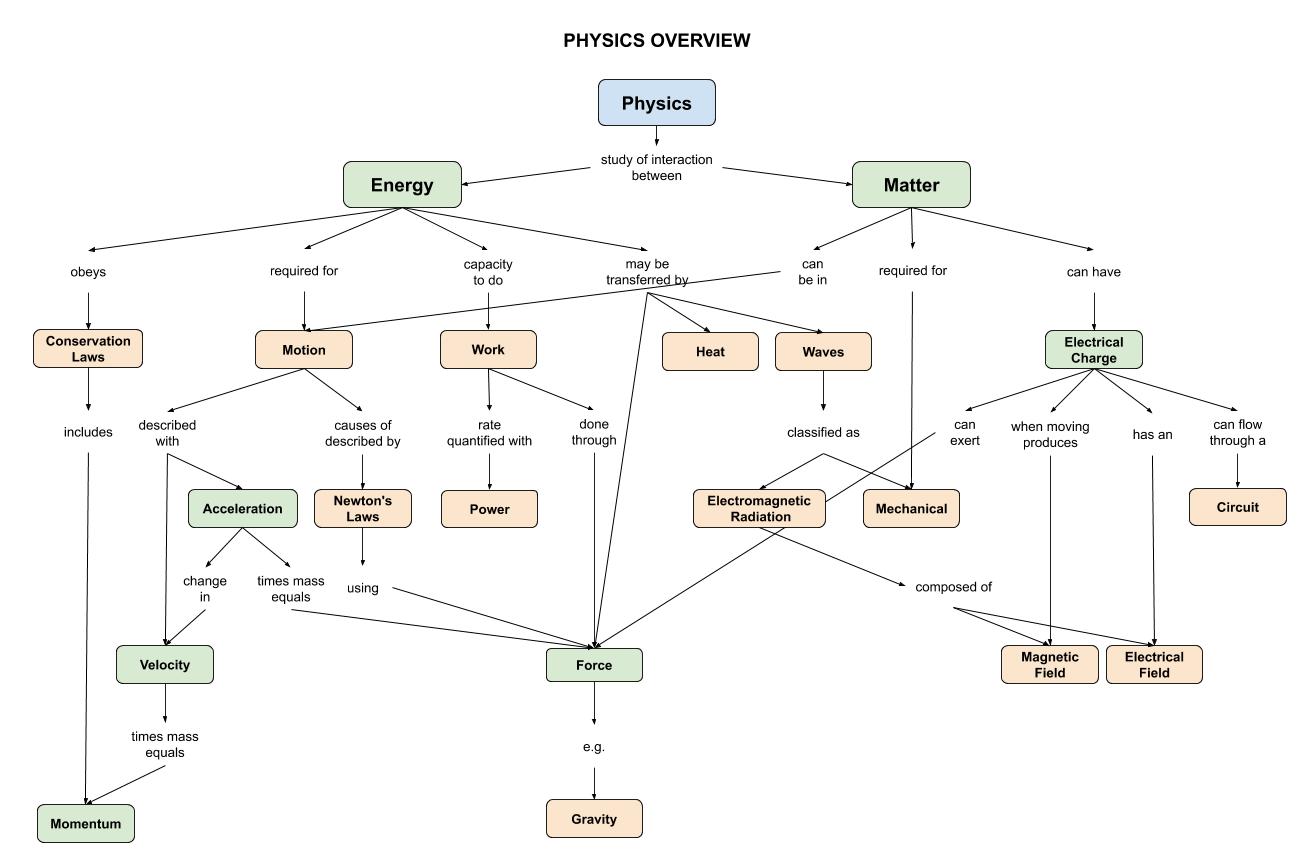 PHYSICS OVERVIEW
Physics
study of interaction
between
Energy
Matter
obeys
required for
capacity
to do
may be
transferred by
can
be in
required for
can have
Conservation
Laws
Motion
Work
Heat
Waves
Electrical
Charge
includes
described
with
causes of
described by
rate
quantified with
done
through
classified as
can
exert
when moving
produces
has an
can flow
through a
Acceleration
Newton's
Laws
Power
Electromagnetic
Radiation
Mechanical
Circuit
change
in
times mass
equals
using
composed of
Velocity
Force
Magnetic
Field
Electrical
Field
times mass
equals
e.g.
Momentum
Gravity